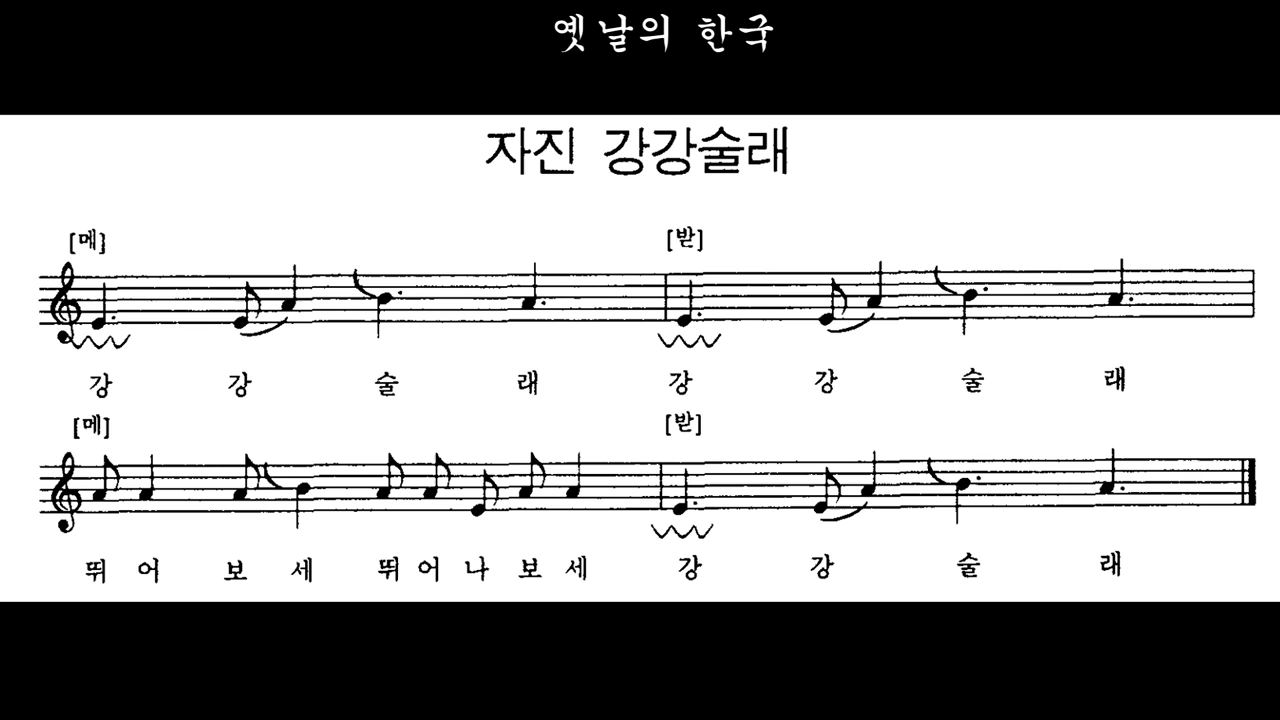 옛날의 한국
자진 강강술래
[메] [받]
강 강 술 래 강 강 술 래
[메] [받]
뛰 어 보 세 뛰 어 나 보 세 강 강 술 래